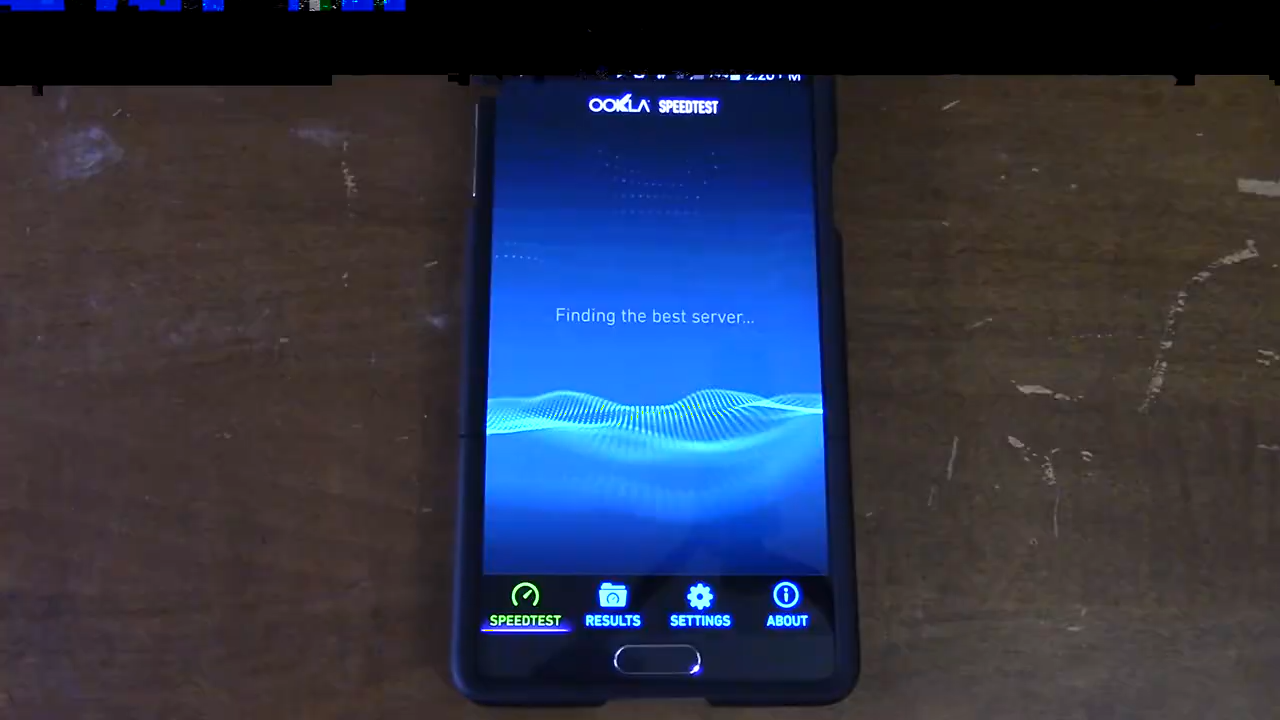 OOKLA SPEEDTEST
Finding the best server...
SPEEDTEST RESULTS SETTINGS ABOUT